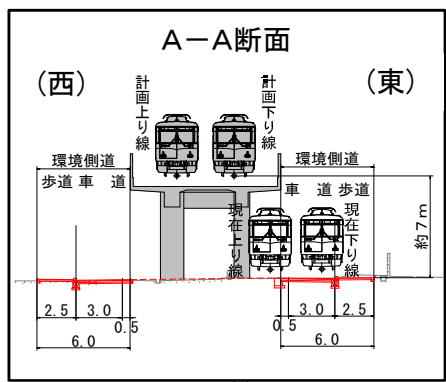 A－A断面
(西)
(東)
計画上り線
計画下り線
環境側道
環境側道
歩道 車 道
車 道 歩道
現在上り線
現在下り線
約7m
2.5
3.0
0.5
6.0
0.5
3.0
2.5
6.0